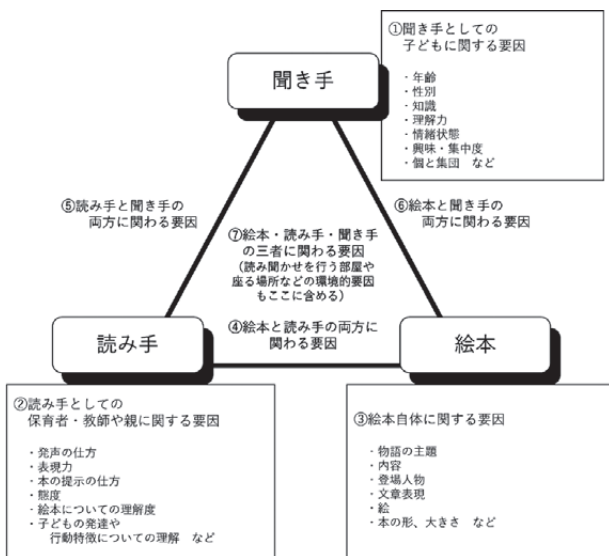 ①聞き手としての
子どもに関する要因
・年齢
・性別
・知識
・理解力
・情緒状態
・興味・集中度
・個と集団 など
聞き手
⑤読み手と聞き手の
両方に関わる要因
⑥絵本と聞き手の
両方に関わる要因
⑦絵本・読み手・聞き手
の三者に関わる要因
(読み聞かせを行う部屋や
座る場所などの環境的要因
もここに含める)
④絵本と読み手の両方に
関わる要因
読み手
絵本
②読み手としての
保育者・教師や親に関する要因
・発声の仕方
・表現力
・本の提示の仕方
・態度
・絵本についての理解度
・子どもの発達や
行動特徴についての理解 など
③絵本自体に関する要因
・物語の主題
・内容
・登場人物
・文章表現
・絵
・本の形、大きさ など